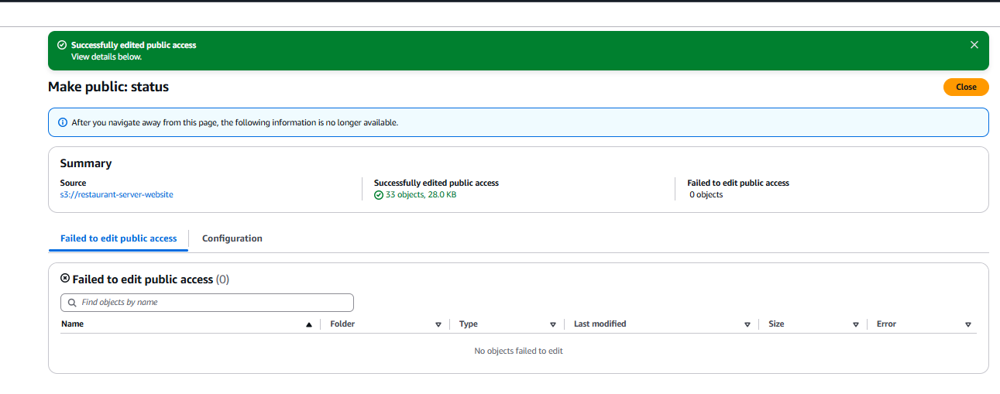 Successfully edited public access
View details below.
Make public: status
Close
After you navigate away from this page, the following information is no longer available.
Summary
Source
s3://restaurant-server-website
Successfully edited public access
33 objects, 28.0 KB
Failed to edit public access
0 objects
Failed to edit public access
Configuration
Failed to edit public access (0)
Find objects by name
Name Folder Type Last modified Size Error
No objects failed to edit